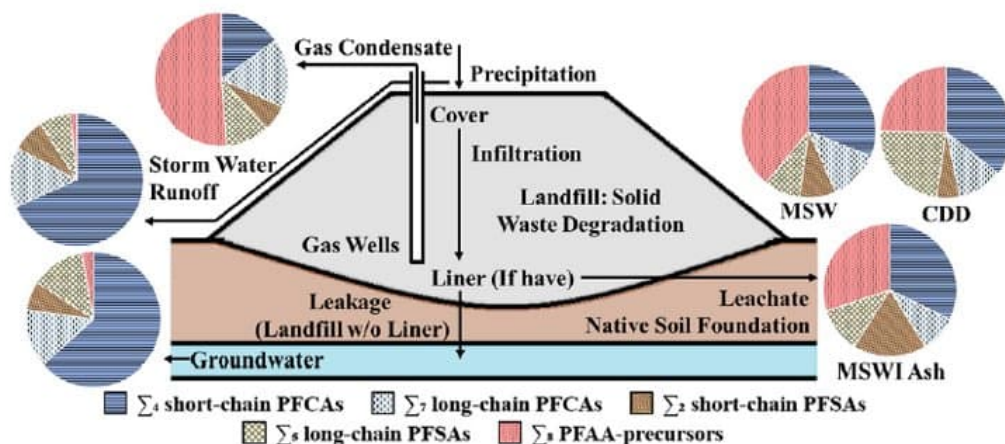 Gas Condensate
Precipitation
Cover
Infiltration
Storm Water
Runoff
Landfill: Solid
Waste Degradation
MSW
CDD
Gas Wells
Liner (If have)
Leakage
(Landfill w/o Liner)
Leachate
Native Soil Foundation
Groundwater
MSWI Ash
∑₄ short-chain PFCAs
∑₇ long-chain PFCAs
∑₂ short-chain PFSAs
∑₅ long-chain PFSAs
∑₈ PFAA-precursors